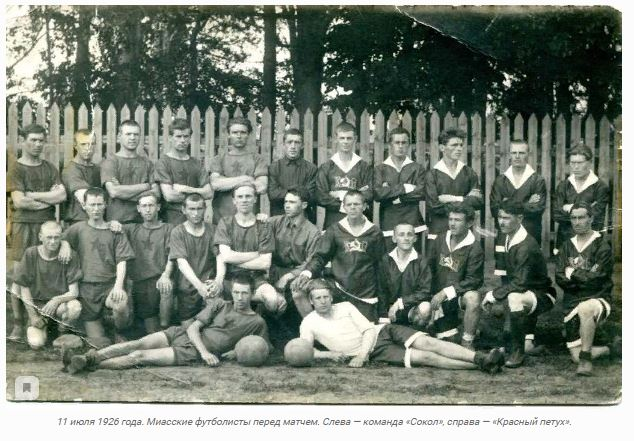 11 июля 1926 года. Миасские футболисты перед матчем. Слева — команда «Сокол», справа — «Красный петух».